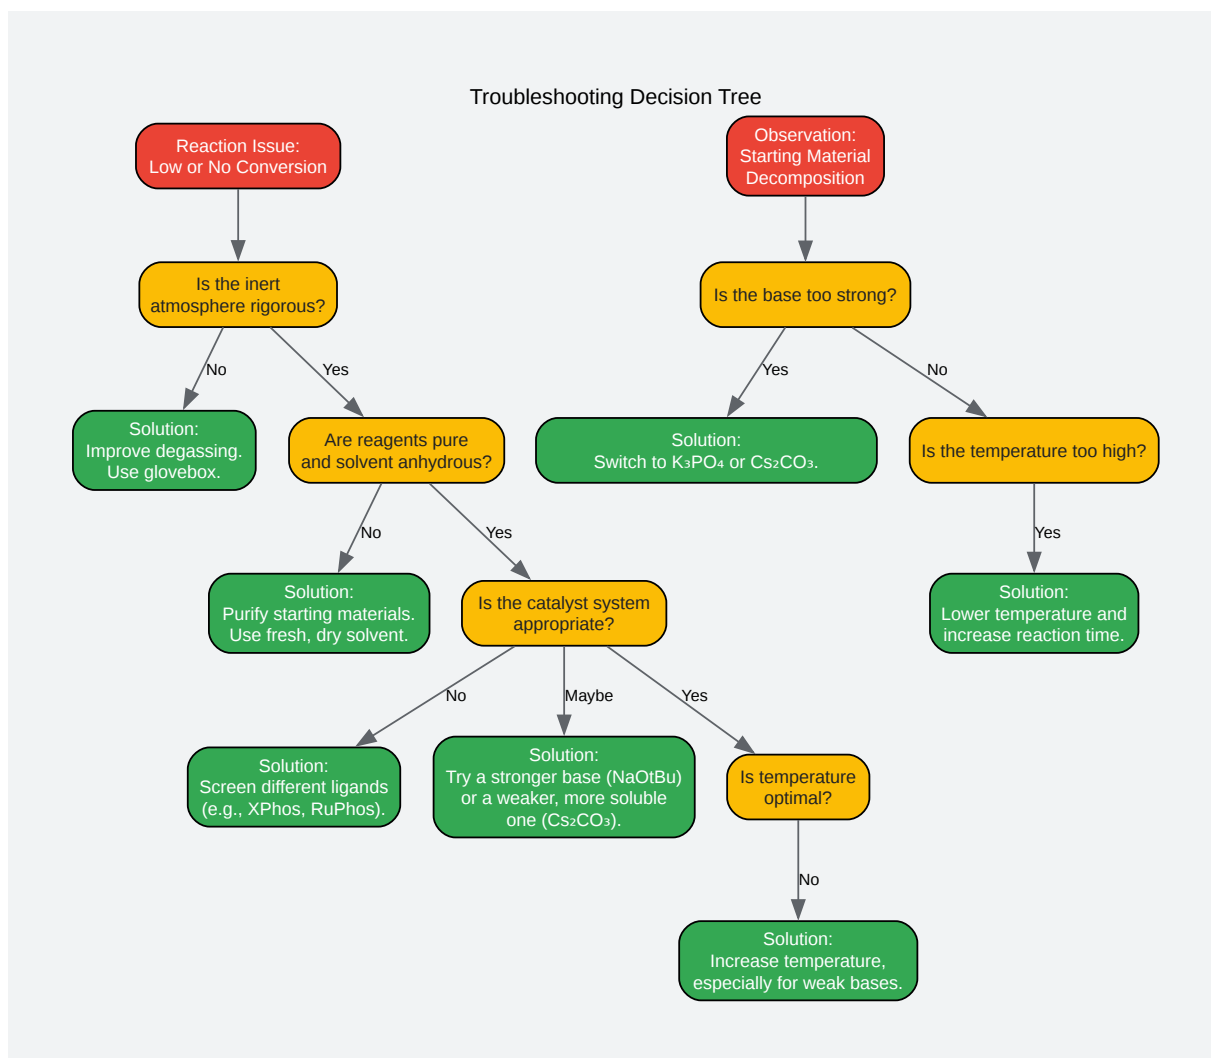 Troubleshooting Decision Tree
Reaction Issue:
Low or No Conversion
Observation:
Starting Material
Decomposition
Is the inert
atmosphere rigorous?
Is the base too strong?
No
Yes
Yes
No
Solution:
Improve degassing.
Use glovebox.
Are reagents pure
and solvent anhydrous?
Solution:
Switch to K₃PO₄ or Cs₂CO₃.
Is the temperature too high?
No
Yes
Yes
Solution:
Purify starting materials.
Use fresh, dry solvent.
Is the catalyst system
appropriate?
Solution:
Lower temperature and
increase reaction time.
No
Maybe
Yes
Solution:
Screen different ligands
(e.g., XPhos, RuPhos).
Solution:
Try a stronger base (NaOtBu)
or a weaker, more soluble
one (Cs₂CO₃).
Is temperature
optimal?
No
Solution:
Increase temperature,
especially for weak bases.